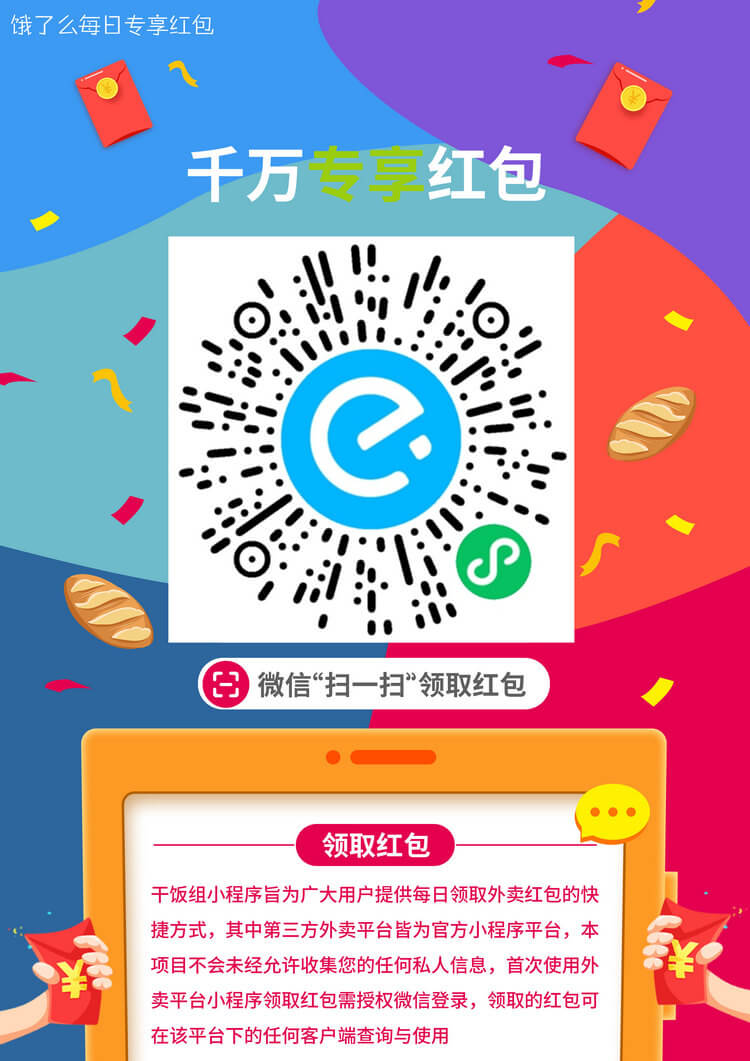 饿了么每日专享红包
千万专享红包
微信“扫一扫“领取红包
领取红包
干饭组小程序旨为广大用户提供每日领取外卖红包的快
捷方式，其中第三方外卖平台皆为官方小程序平台，本
项目不会未经允许收集您的任何私人信息，首次使用外
卖平台小程序领取红包需授权微信登录，领取的红包可
在该平台下的任何客户端查询与使用